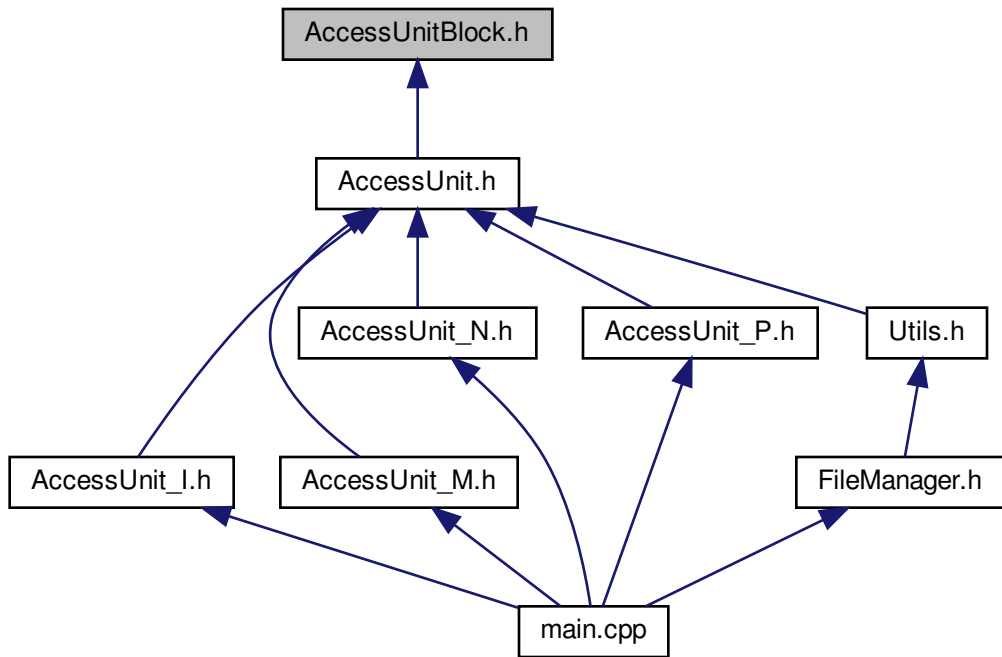 AccessUnitBlock.h
AccessUnit.h
AccessUnit_N.h
AccessUnit_P.h
Utils.h
AccessUnit_I.h
AccessUnit_M.h
FileManager.h
main.cpp